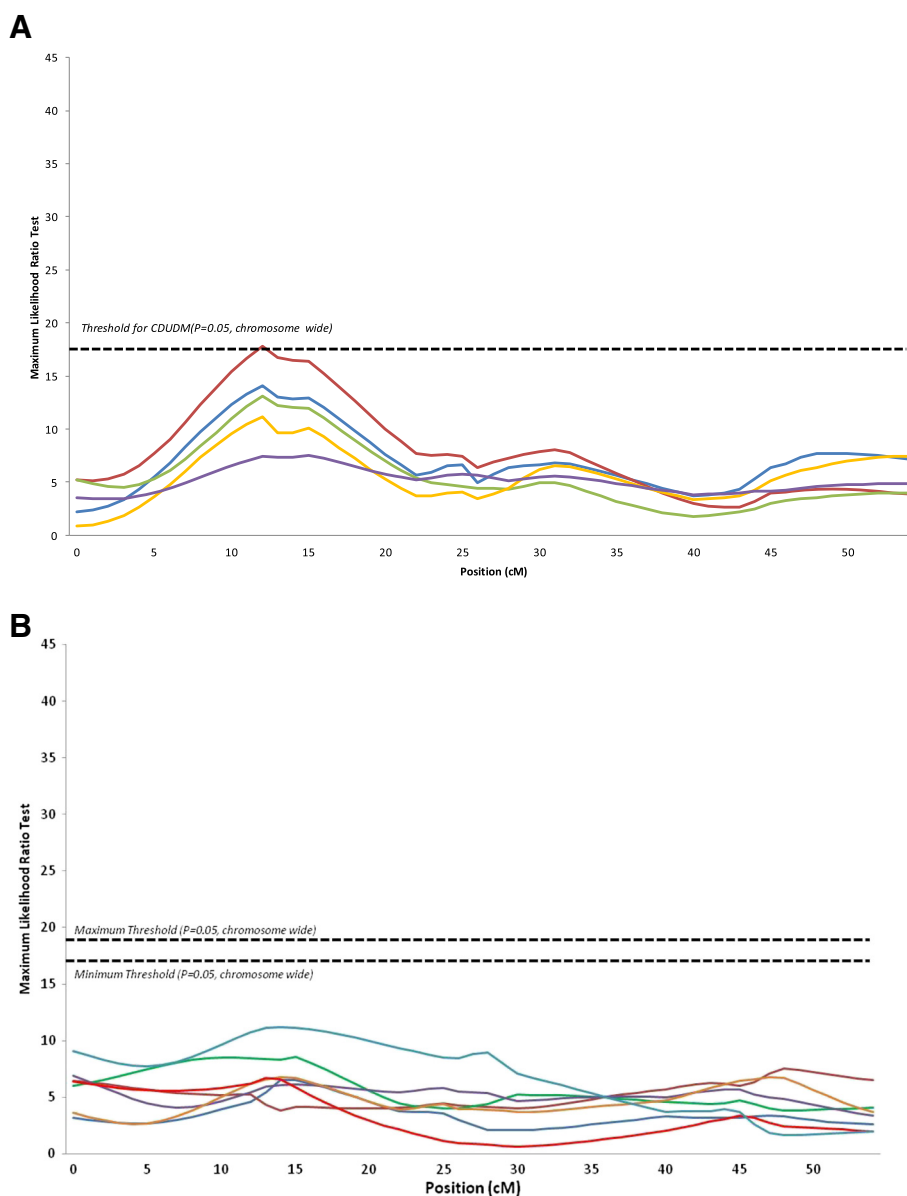 A
45
40
35
30
25
20
15
10
5
0
Maximum Likelihood Ratio Test
Threshold for CDUDM(P=0.05, chromosome wide)
0 5 10 15 20 25 30 35 40 45 50
Position (cM)
B
45
40
35
30
25
20
15
10
5
0
Maximum Likelihood Ratio Test
Maximum Threshold (P=0.05, chromosome wide)
Minimum Threshold (P=0.05, chromosome wide)
0 5 10 15 20 25 30 35 40 45 50
Position (cM)